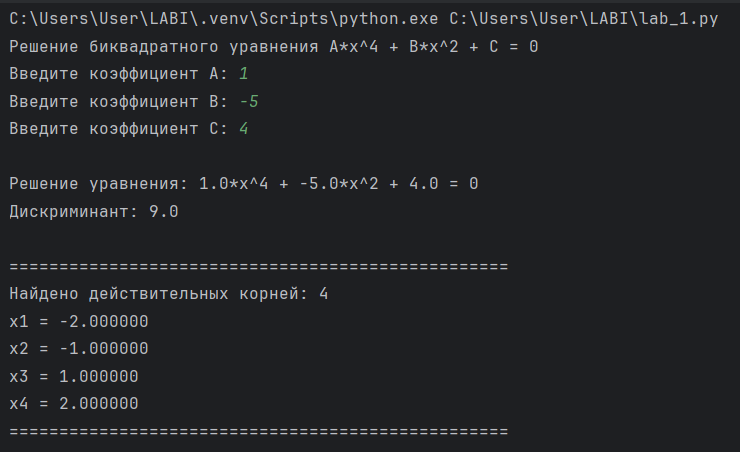 C:\Users\User\LABI\.venv\Scripts\python.exe C:\Users\User\LABI\lab_1.py
Решение биквадратного уравнения A*x^4 + B*x^2 + C = 0
Введите коэффициент A: 1
Введите коэффициент B: -5
Введите коэффициент C: 4
Решение уравнения: 1.0*x^4 + -5.0*x^2 + 4.0 = 0
Дискриминант: 9.0
==================================================
Найдено действительных корней: 4
x1 = -2.000000
x2 = -1.000000
x3 = 1.000000
x4 = 2.000000
==================================================